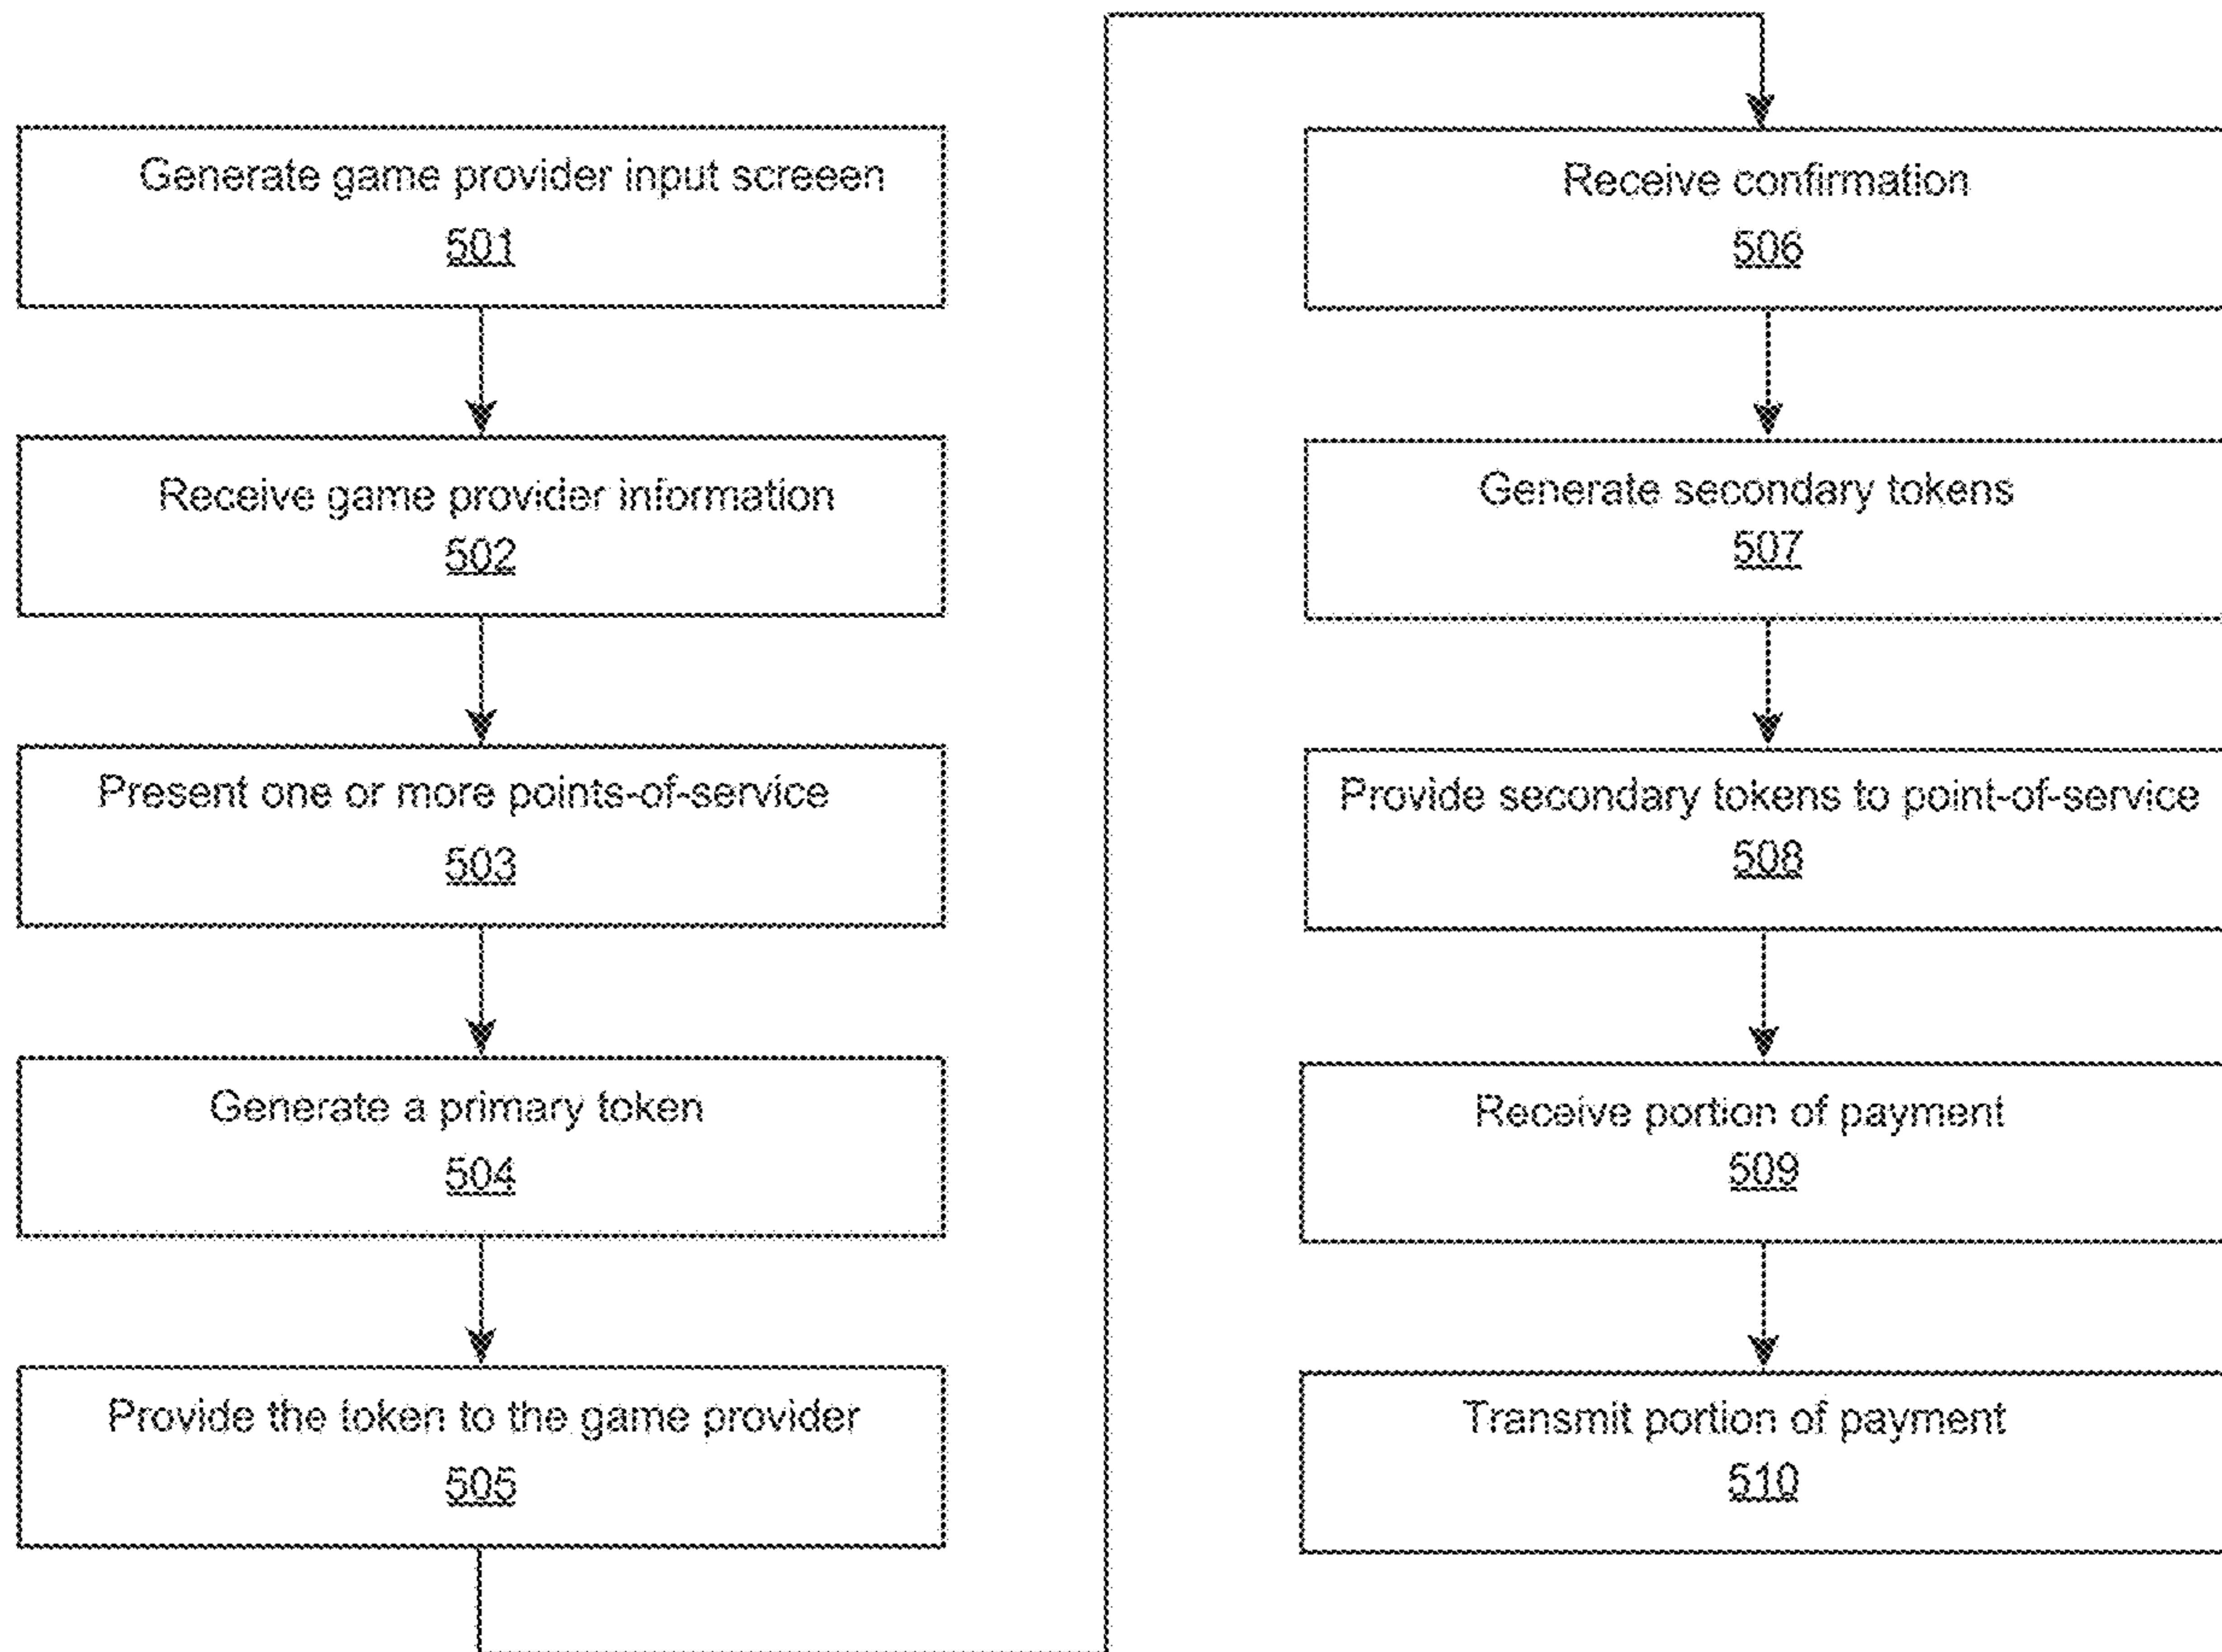 Generate game provider input screeen
501
Receive game provider information
502
Present one or more points-of-service
503
Generate a primary token
504
Provide the token to the game provider
505
Receive confirmation
506
Generate secondary tokens
507
Provide secondary tokens to point-of-service
508
Receive portion of payment
509
Transmit portion of payment
510